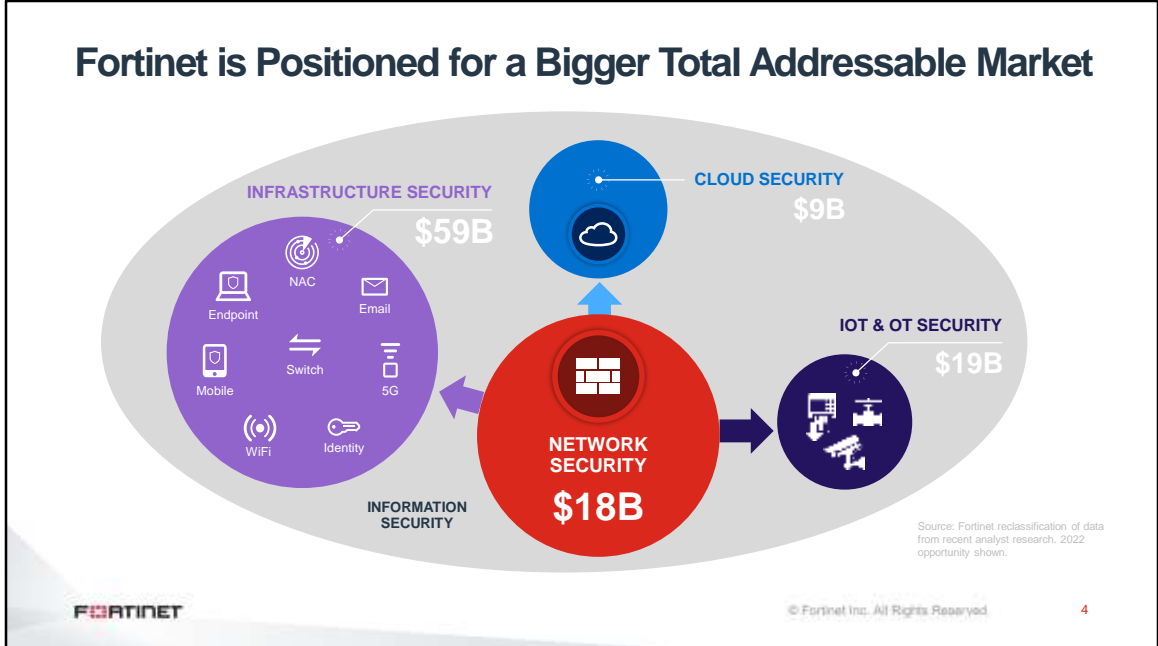 Fortinet is Positioned for a Bigger Total Addressable Market
INFRASTRUCTURE SECURITY
$59B
NAC
Endpoint
Email
Mobile
Switch
5G
WiFi
Identity
CLOUD SECURITY
$9B
IOT & OT SECURITY
$19B
NETWORK
SECURITY
$18B
INFORMATION
SECURITY
Source: Fortinet reclassification of data
from recent analyst research. 2022
opportunity shown.
FORTINET
© Fortinet Inc. All Rights Reserved.
4